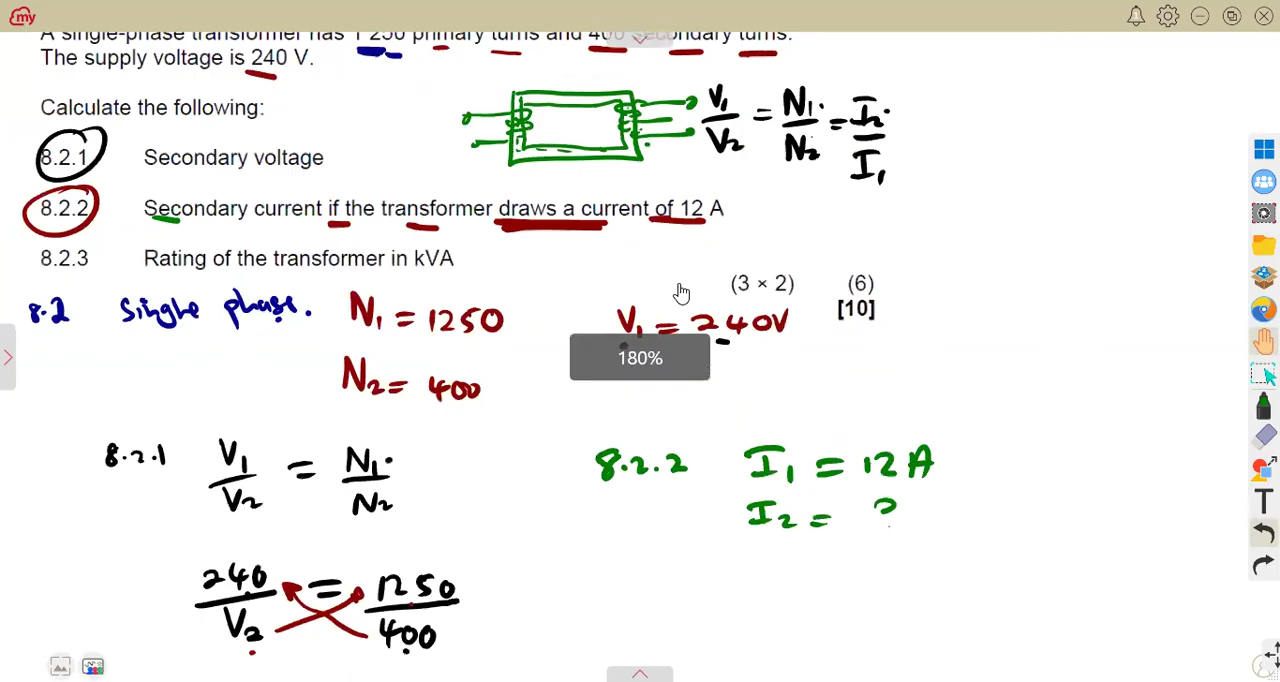 my
A single-phase transformer has 1 250 primary turns and 400 secondary turns.
The supply voltage is 240 V.
Calculate the following:
8.2.1 Secondary voltage
8.2.2 Secondary current if the transformer draws a current of 12 A
8.2.3 Rating of the transformer in kVA
(3 × 2) (6)
[10]
V1/V2 = N1/N2 = I2/I1
8.2 Single phase. N1 = 1250 V1 = 240V
180%
N2 = 400
8.2.1 V1/V2 = N1/N2
8.2.2 I1 = 12 A
I2 = ?
240/V2 = 1250/400
T